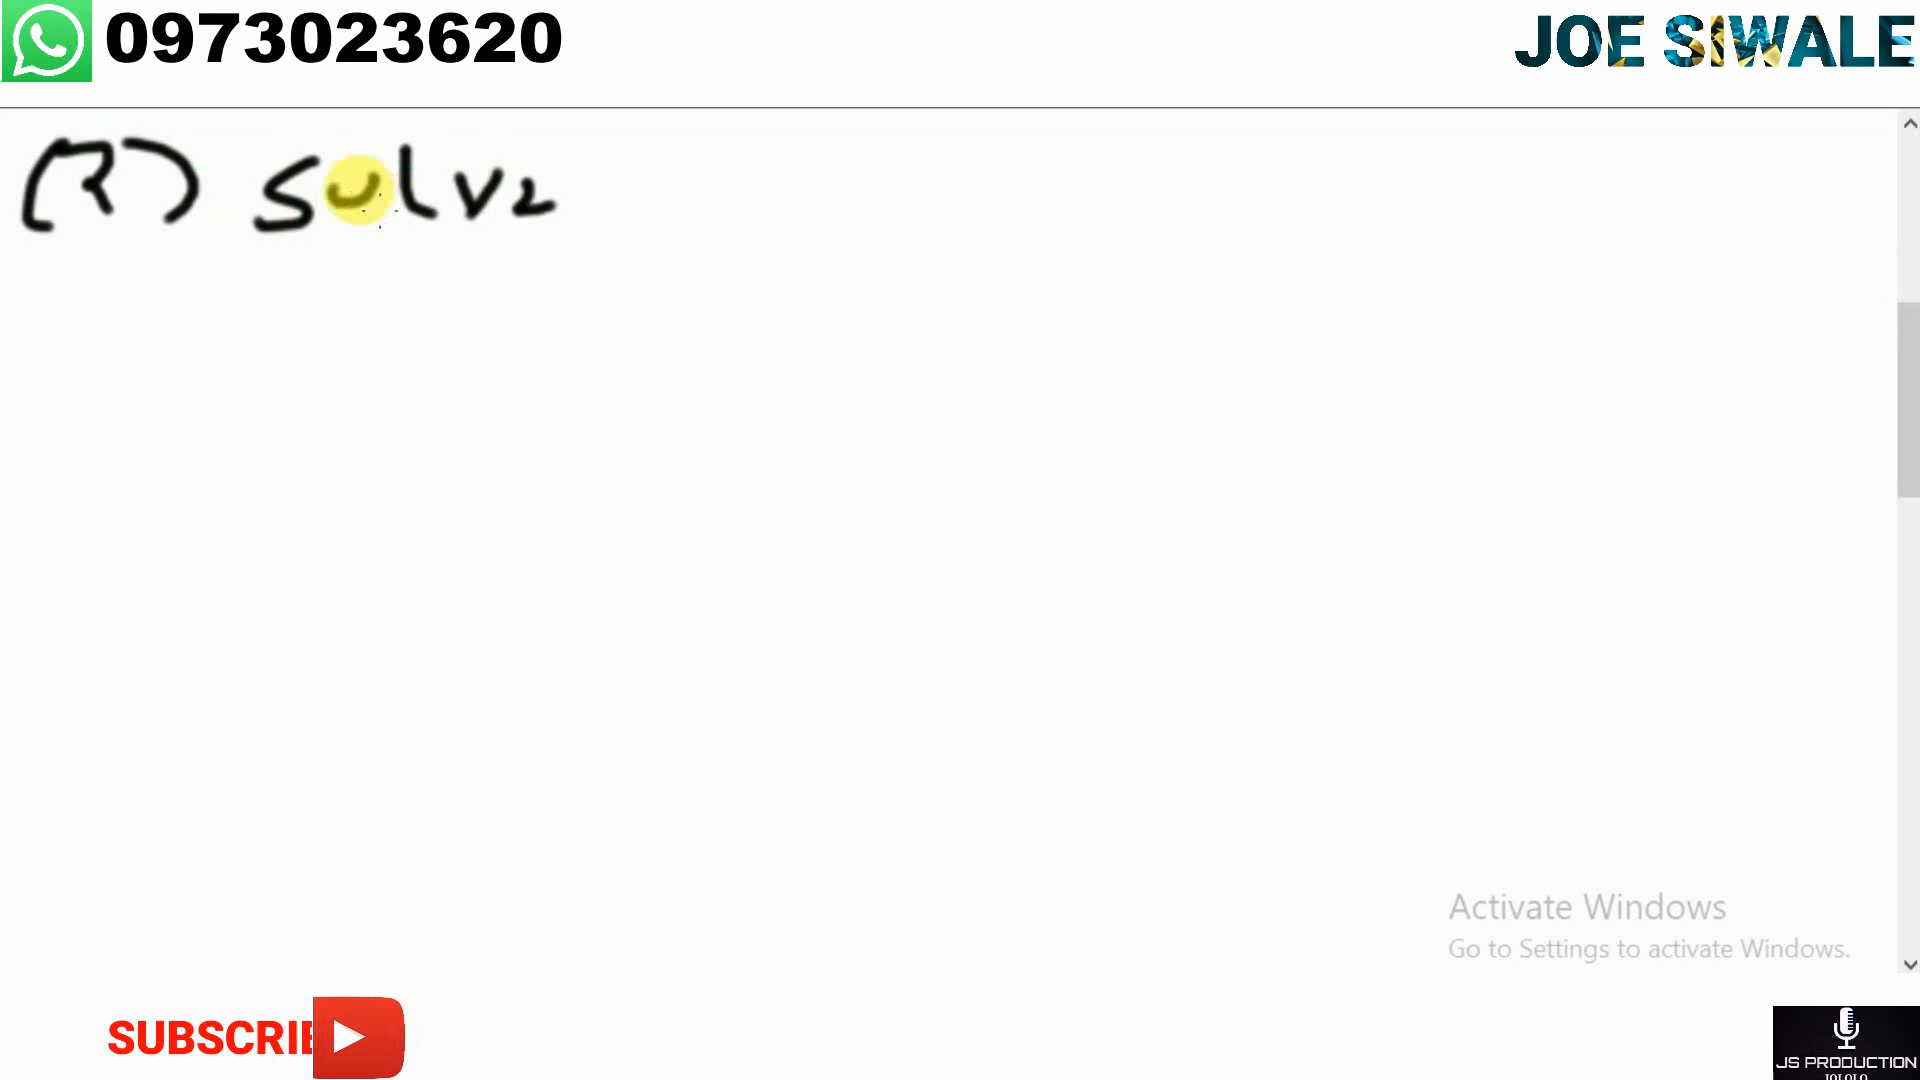 0973023620
JOE SIWALE
solve
Activate Windows
Go to Settings to activate Windows.
SUBSCRIB
JS PRODUCTION